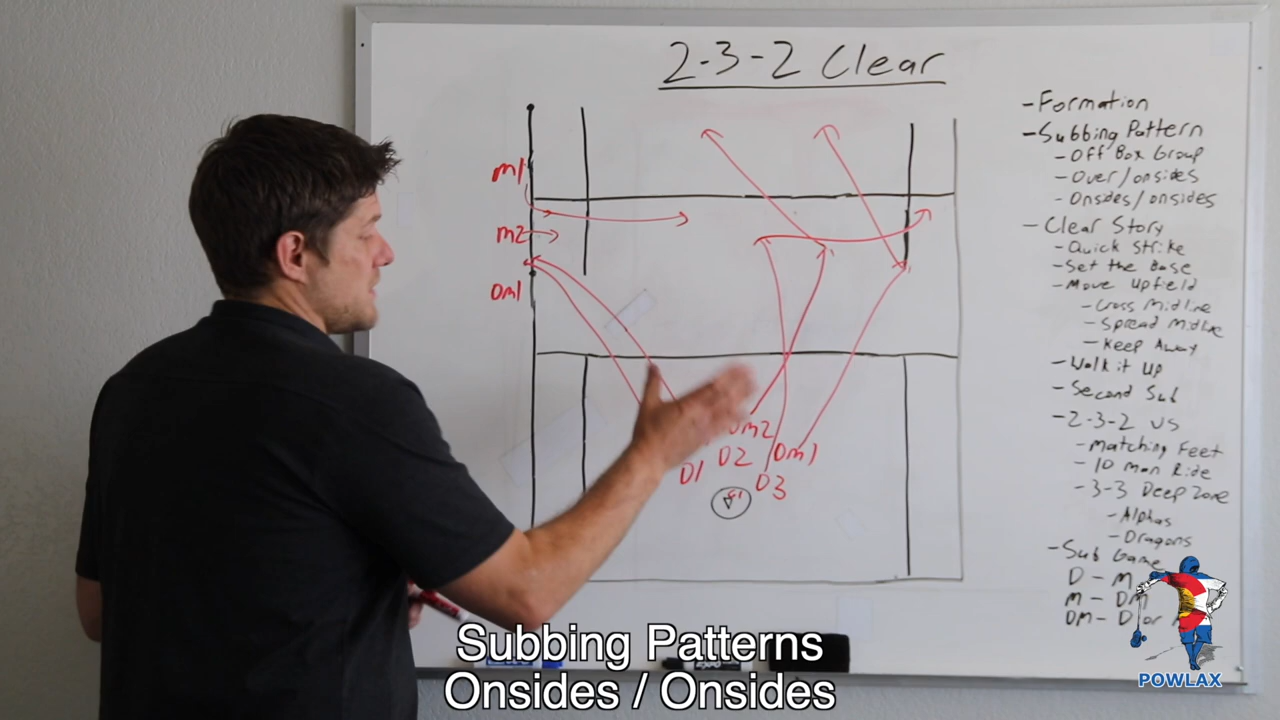 2-3-2 Clear
- Formation
- Subbing Pattern
- Off Box Group
- Over/onsides
- Onsides/onsides
- Clear Story
- Quick Strike
- Set the Base
- Move Upfield
- Cross Midline
- Spread Midline
- Keep Away
- Walk it Up
- Second Sub
- 2-3-2 vs
- Matching Feet
- 10 Man Ride
- 3-3 Deep Zone
- Alphas
- Dragons
- Sub Game
D - M
M - DM
DM - D or
m1
m2
Dm1
Dm2
D1 D2 Dm1
D3
Subbing Patterns
Onsides / Onsides
POWLAX